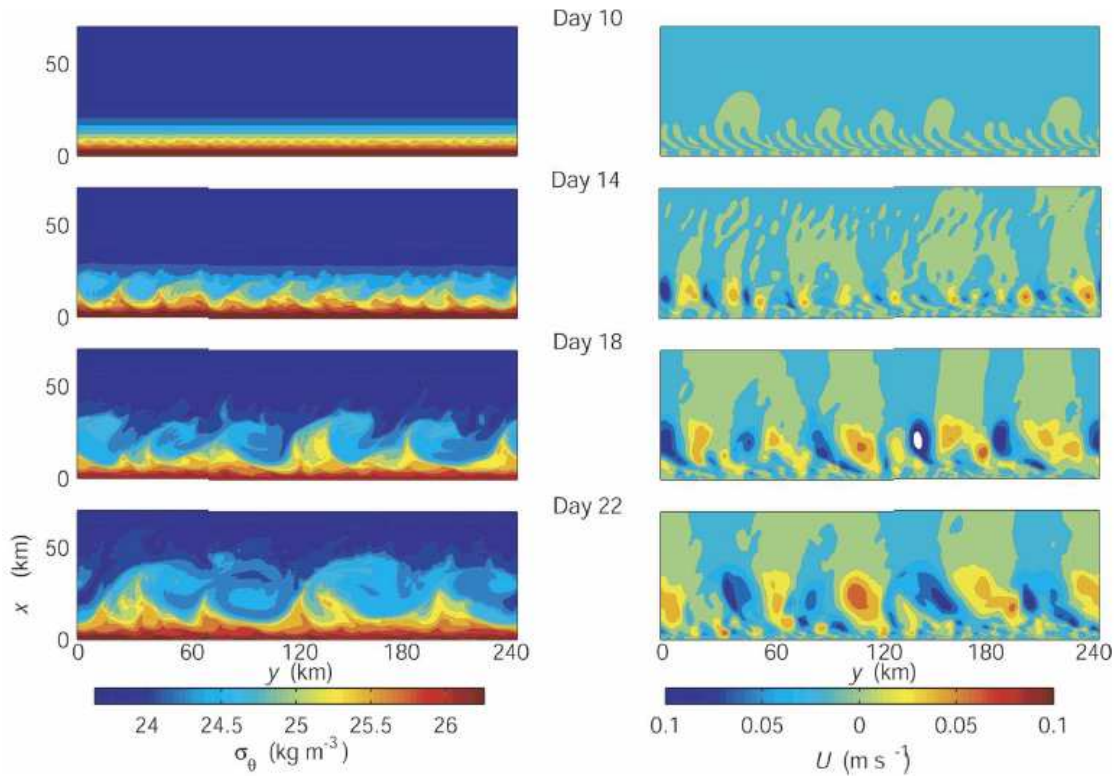 Day 10
50
0
Day 14
50
0
Day 18
50
0
Day 22
50
0
x (km)
0 60 120 180 240
y (km)
0 60 120 180 240
y (km)
24 24.5 25 25.5 26
σθ (kg m-3)
0.1 0.05 0 0.05 0.1
U (m s-1)